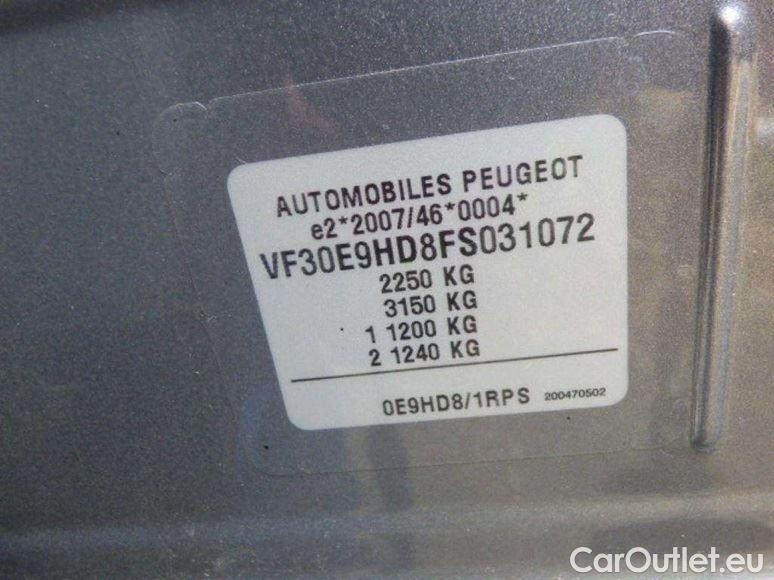 AUTOMOBILES PEUGEOT
e2*2007/46*0004*
VF30E9HD8FS031072
2250 KG
3150 KG
1 1200 KG
2 1240 KG
0E9HD8/1RPS 200470502
CarOutlet.eu